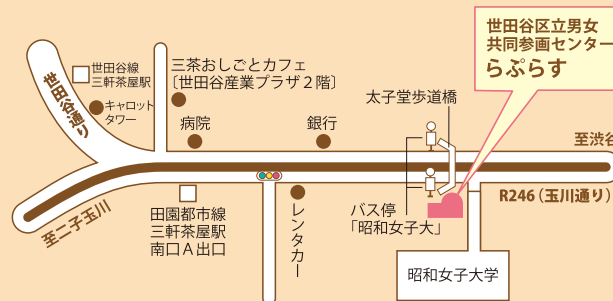 世田谷区立男女
共同参画センター
らぷらす
世田谷線
三軒茶屋駅
三茶おしごとカフェ
〔世田谷産業プラザ２階〕
世田谷通り
キャロット
タワー
太子堂歩道橋
病院
銀行
至渋谷
R246（玉川通り）
至二子玉川
田園都市線
三軒茶屋駅
南口Ａ出口
レンタカー
バス停
「昭和女子大」
昭和女子大学